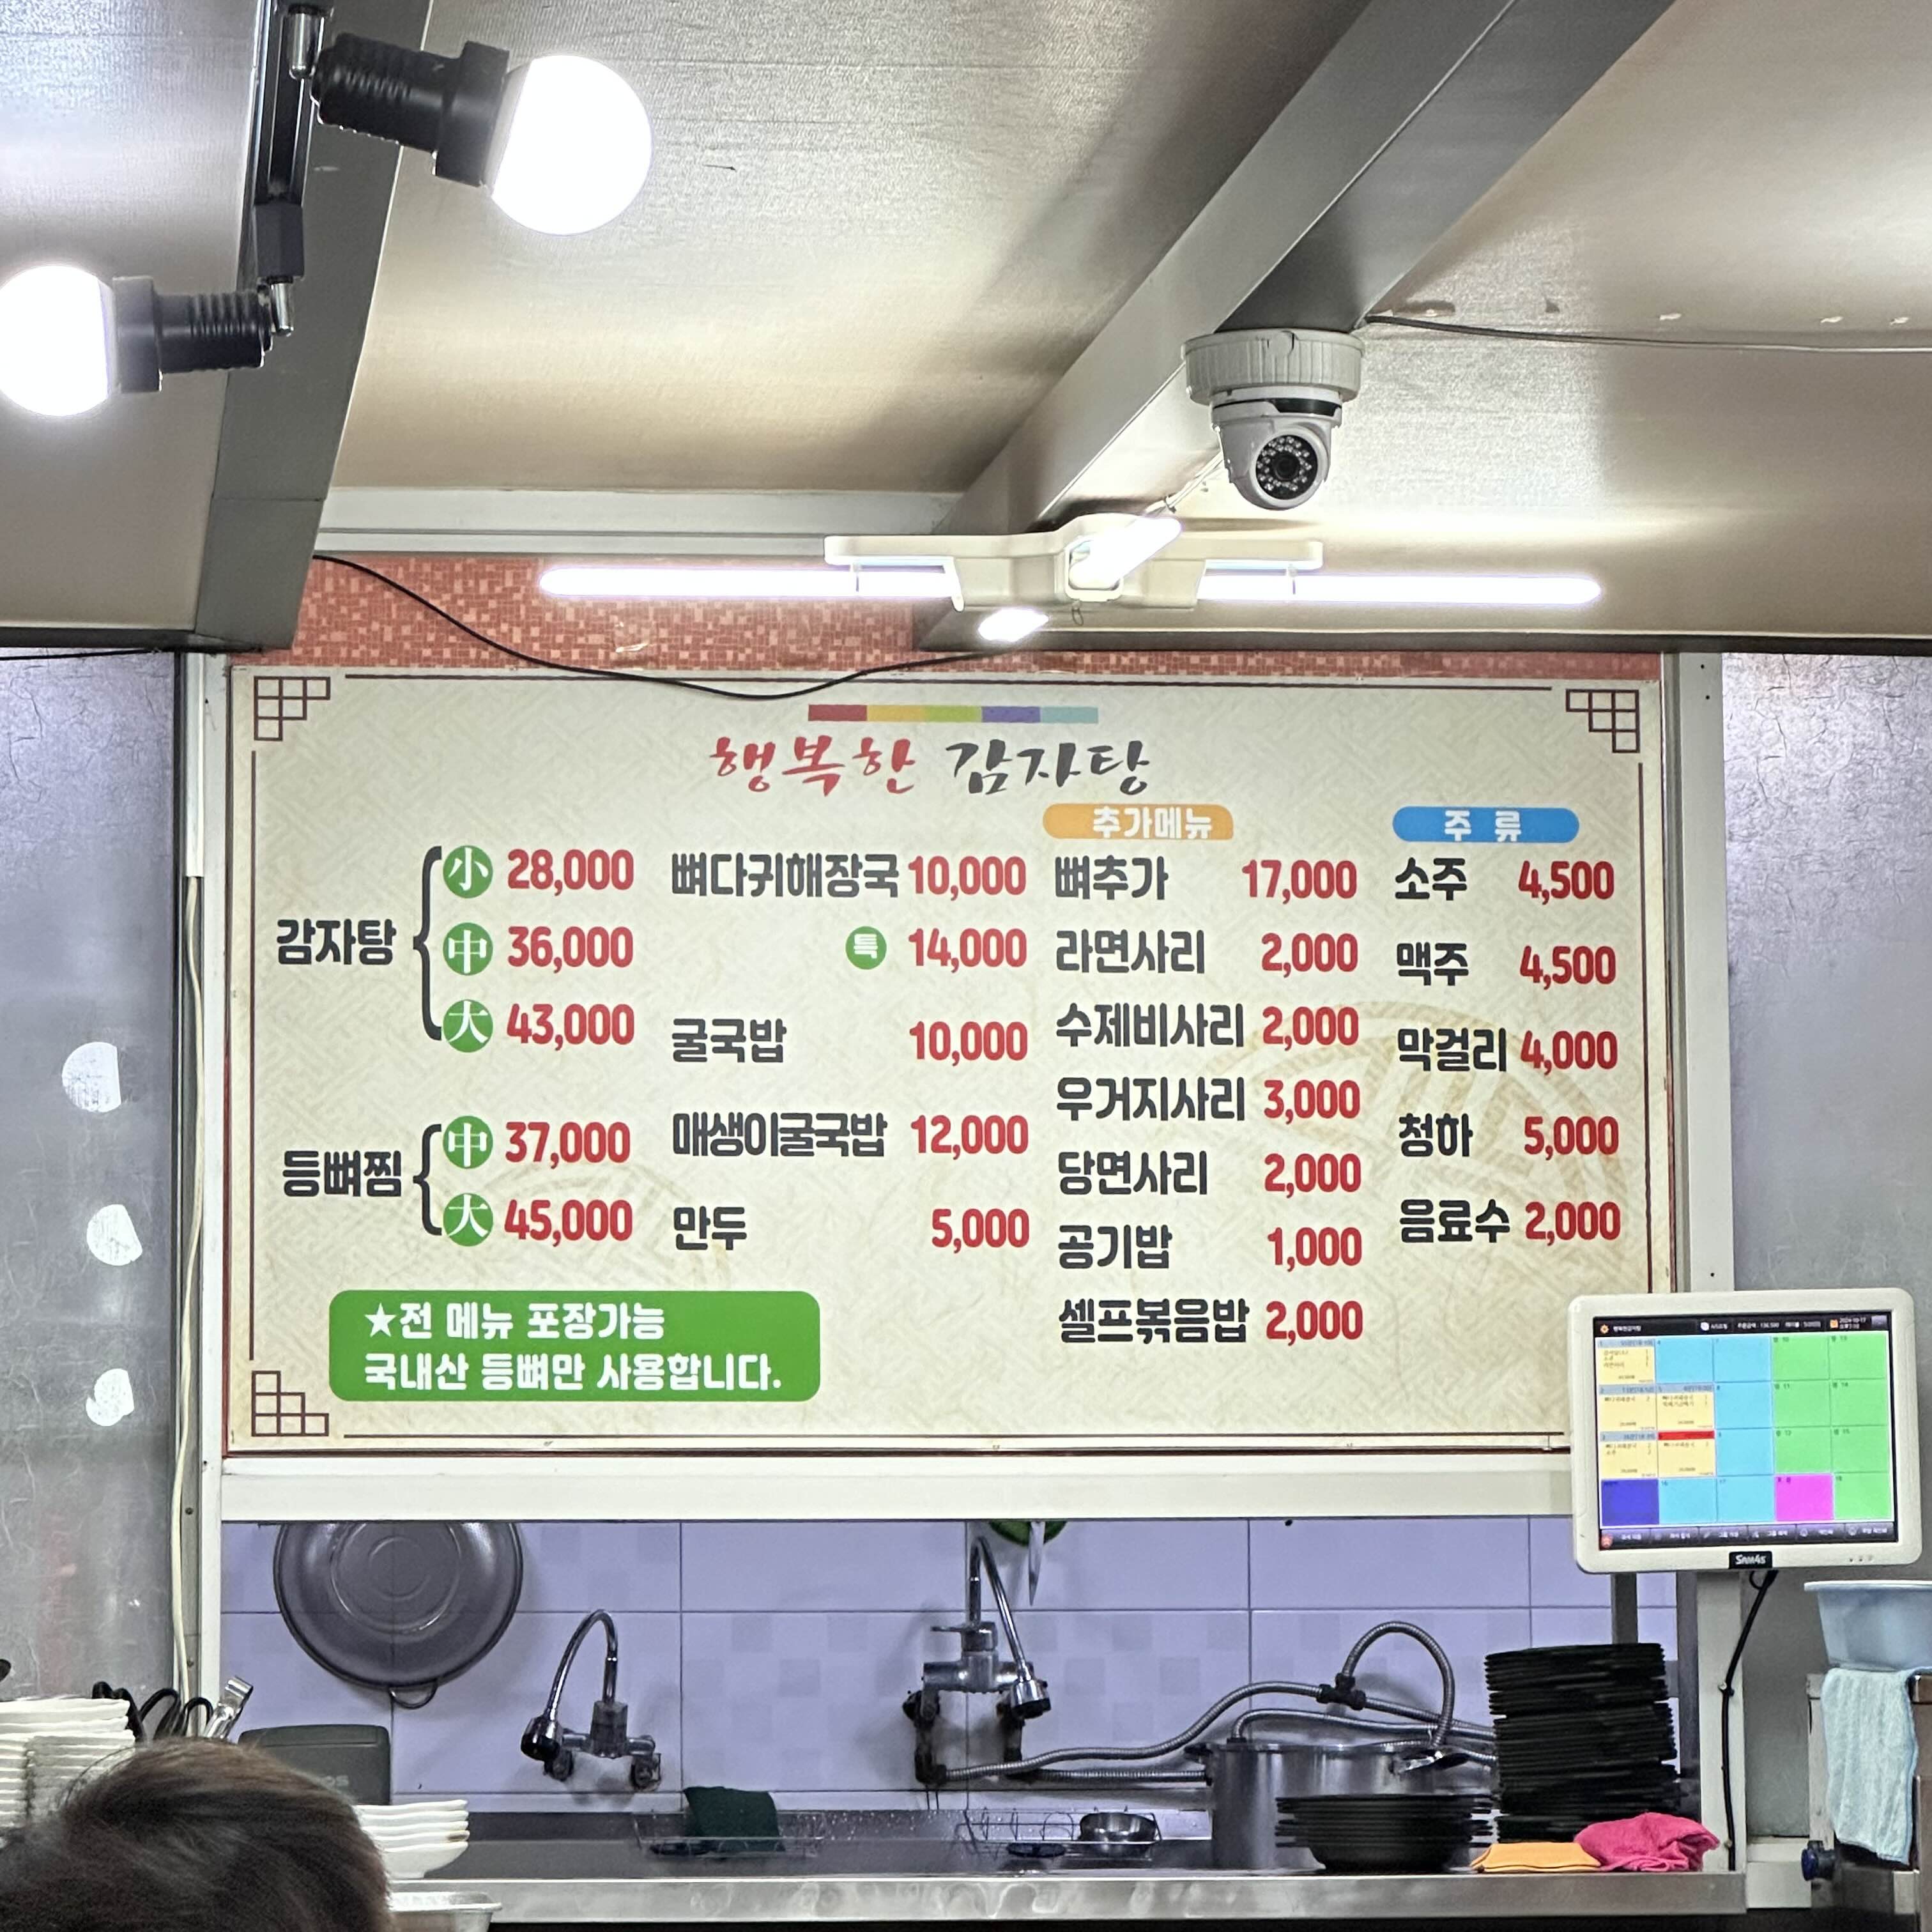 행복한 감자탕
감자탕
小 28,000
中 36,000
大 43,000
등뼈찜
中 37,000
大 45,000
★전 메뉴 포장가능
국내산 등뼈만 사용합니다.
뼈다귀해장국 10,000
특 14,000
굴국밥 10,000
매생이굴국밥 12,000
만두 5,000
추가메뉴
뼈추가 17,000
라면사리 2,000
수제비사리 2,000
우거지사리 3,000
당면사리 2,000
공기밥 1,000
셀프볶음밥 2,000
주 류
소주 4,500
맥주 4,500
막걸리 4,000
청하 5,000
음료수 2,000
SAM4S